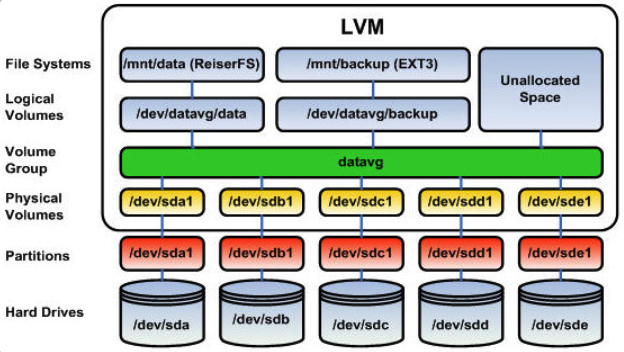 LVM
File Systems
/mnt/data (ReiserFS)
/mnt/backup (EXT3)
Unallocated
Space
Logical
Volumes
/dev/datavg/data
/dev/datavg/backup
Volume
Group
datavg
Physical
Volumes
/dev/sda1
/dev/sdb1
/dev/sdc1
/dev/sdd1
/dev/sde1
Partitions
/dev/sda1
/dev/sdb1
/dev/sdc1
/dev/sdd1
/dev/sde1
Hard Drives
/dev/sda
/dev/sdb
/dev/sdc
/dev/sdd
/dev/sde